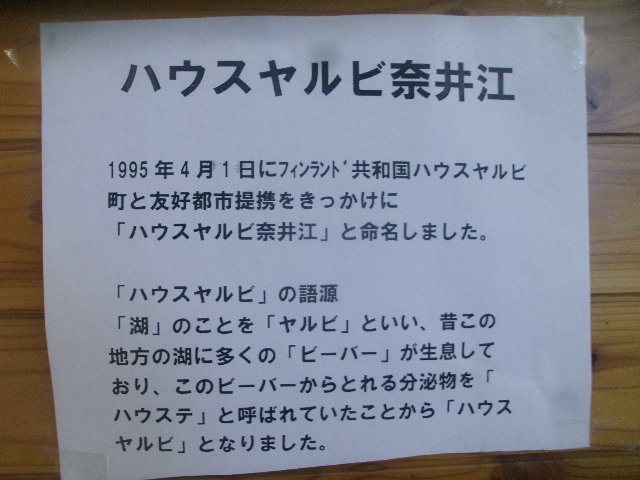 ハウスヤルビ奈井江
1995年4月1日にﾌｨﾝﾗﾝﾄﾞ共和国ハウスヤルビ
町と友好都市提携をきっかけに
「ハウスヤルビ奈井江」と命名しました。
「ハウスヤルビ」の語源
「湖」のことを「ヤルビ」といい、昔この
地方の湖に多くの「ビーバー」が生息して
おり、このビーバーからとれる分泌物を「
ハウステ」と呼ばれていたことから「ハウス
ヤルビ」となりました。